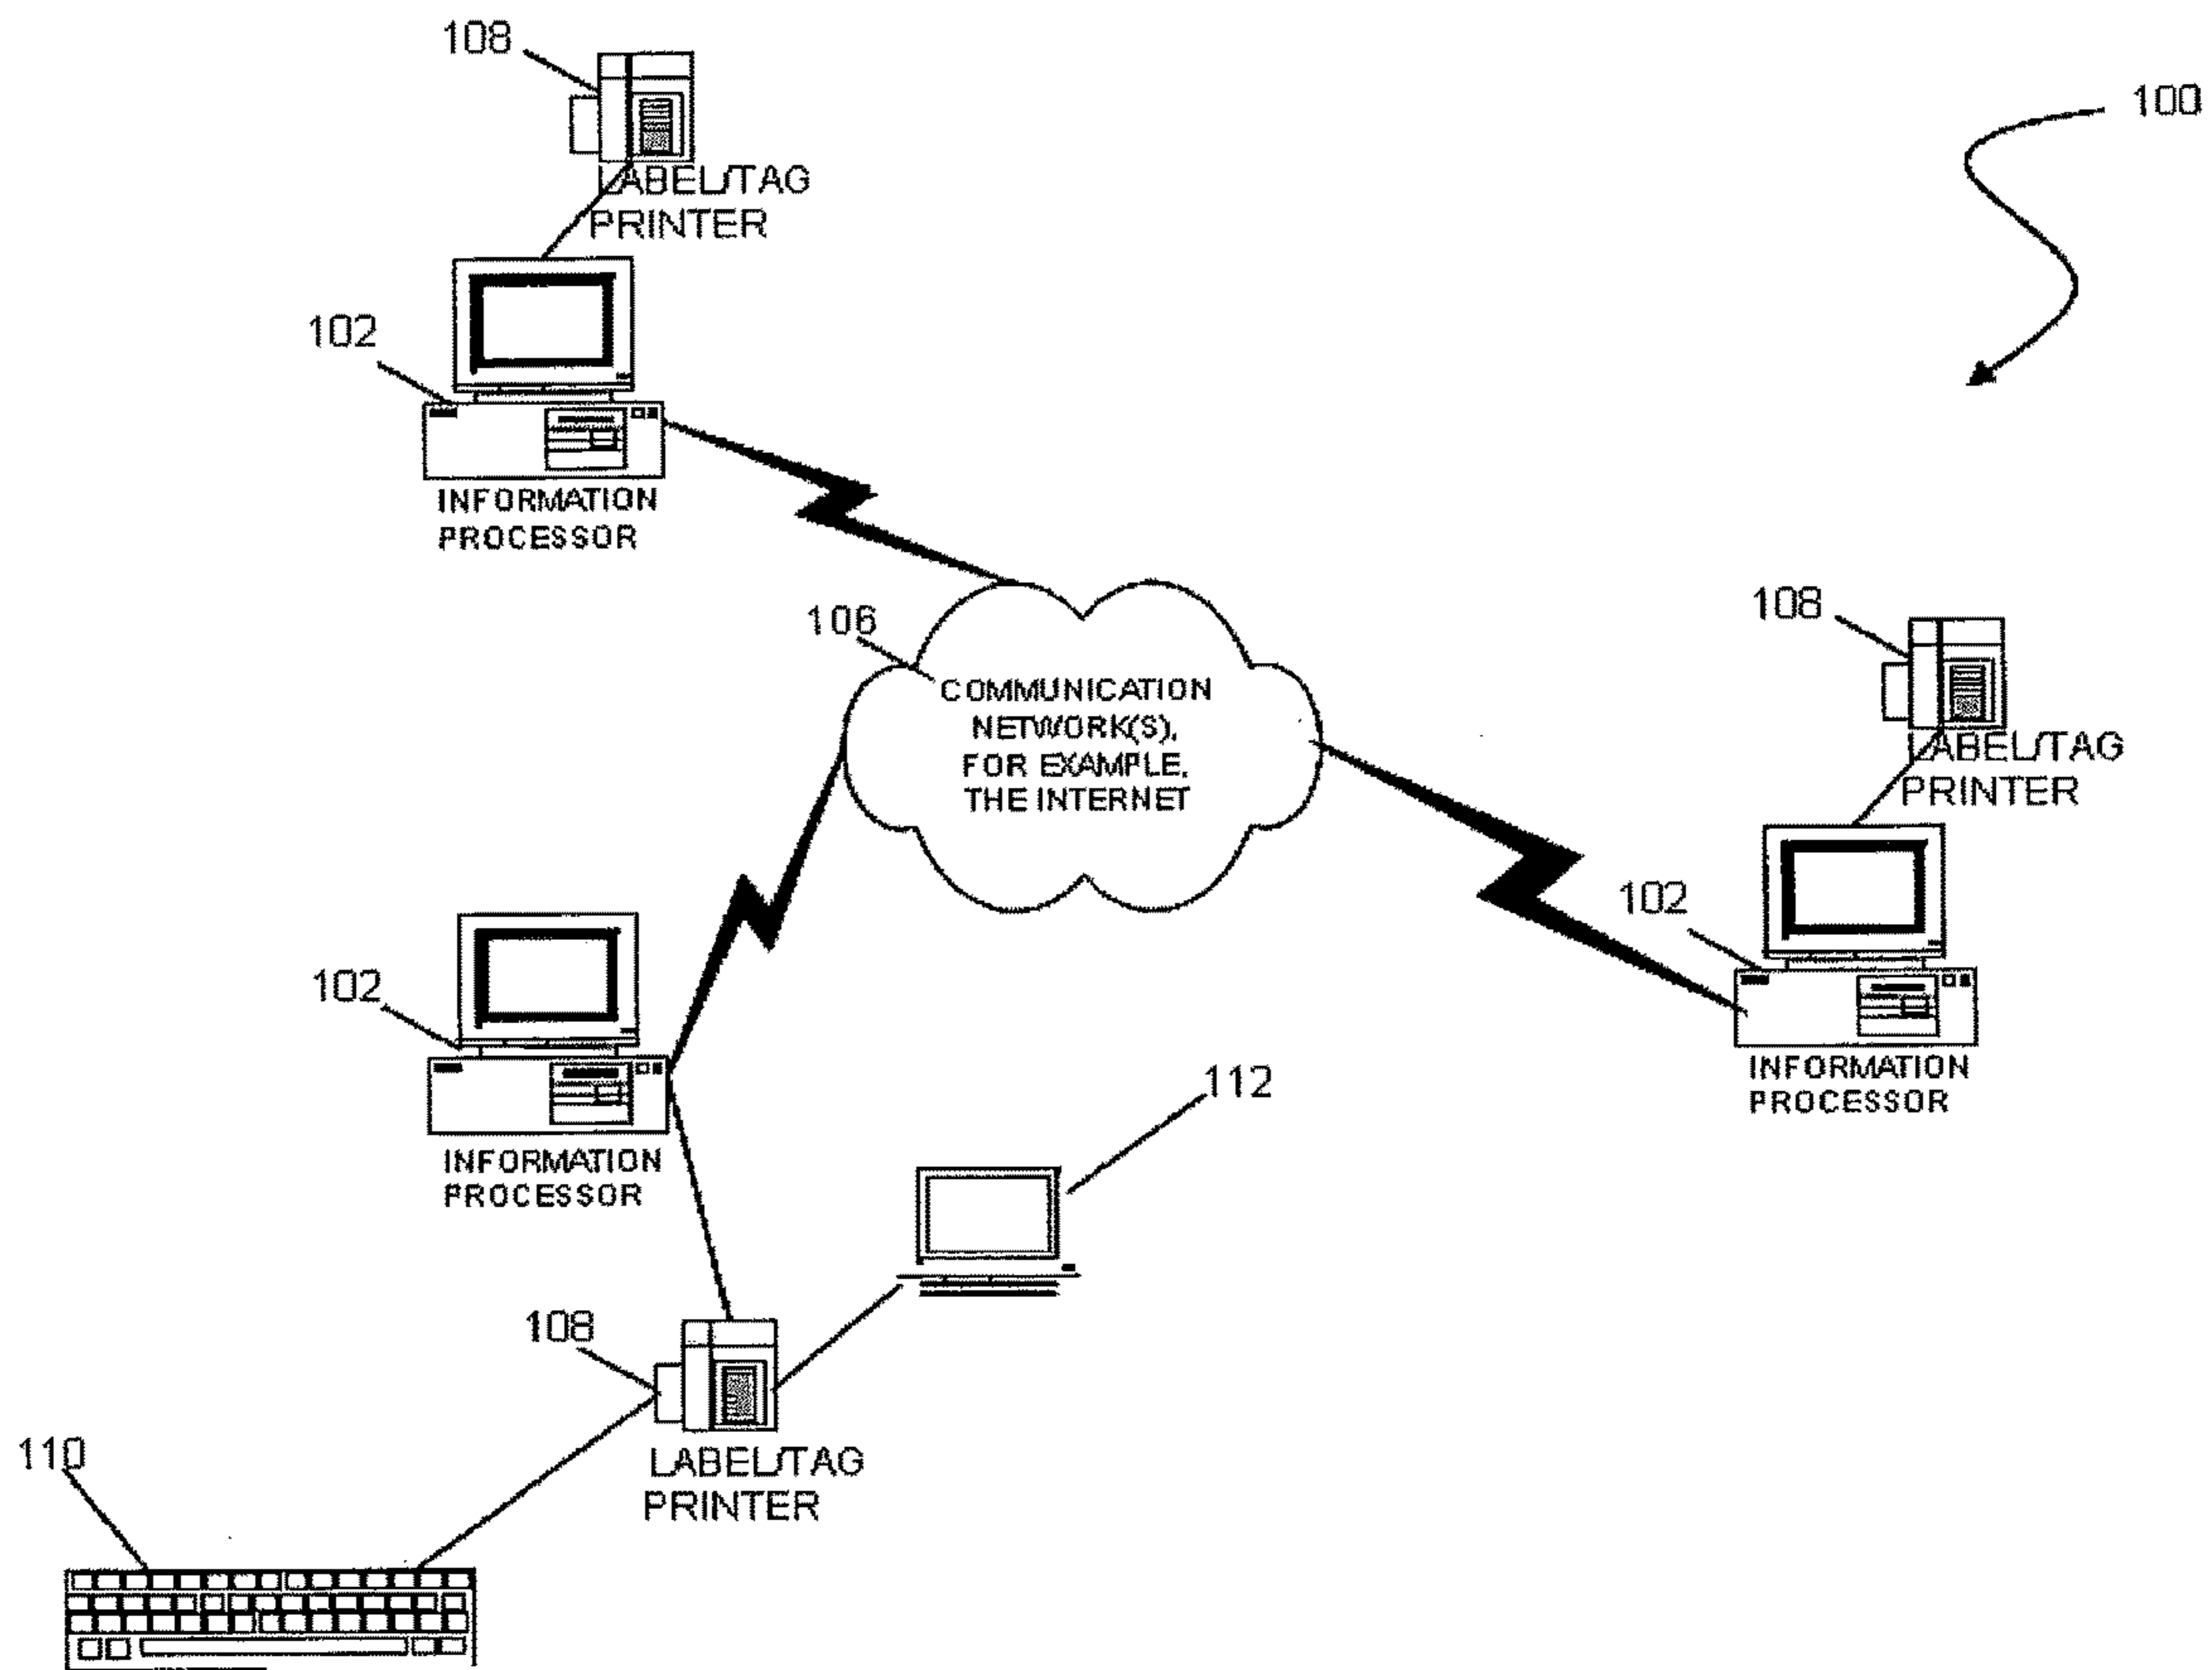 108
100
LABEL/TAG
PRINTER
102
INFORMATION
PROCESSOR
106
COMMUNICATION
NETWORK(S),
FOR EXAMPLE,
THE INTERNET
108
LABEL/TAG
PRINTER
102
INFORMATION
PROCESSOR
102
INFORMATION
PROCESSOR
112
108
LABEL/TAG
PRINTER
110